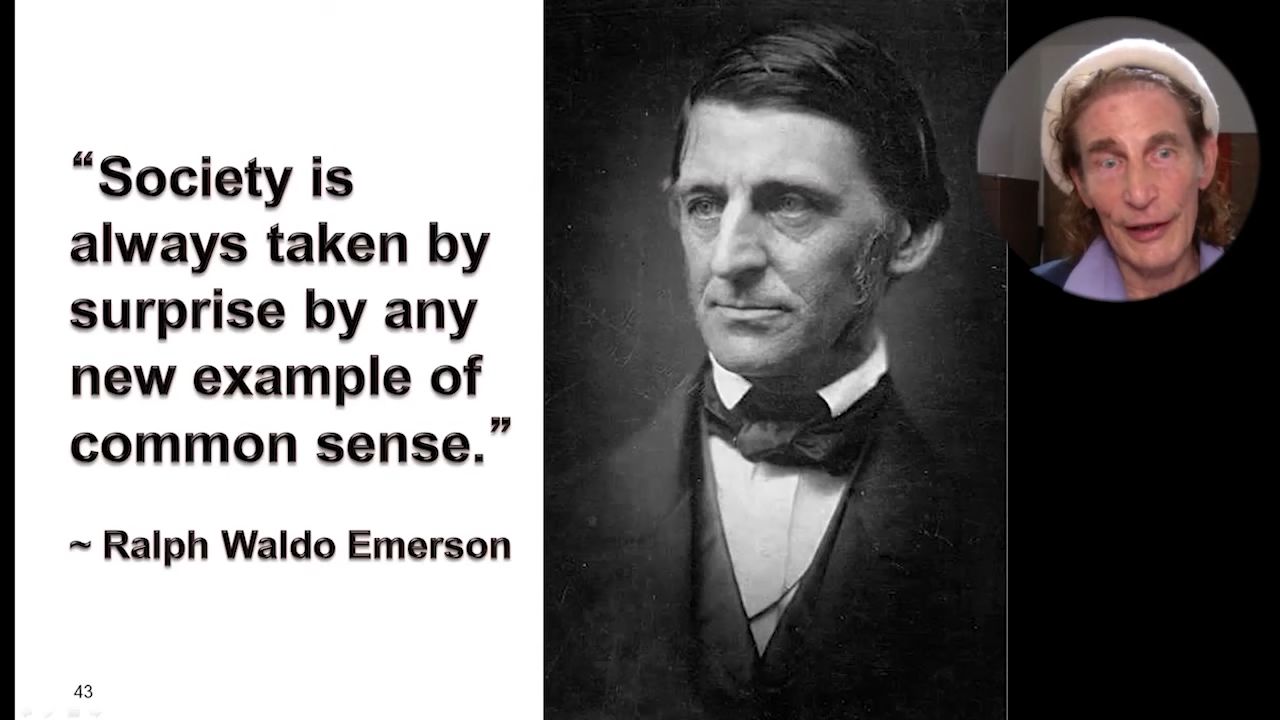 “Society is
always taken by
surprise by any
new example of
common sense.”
~ Ralph Waldo Emerson
43